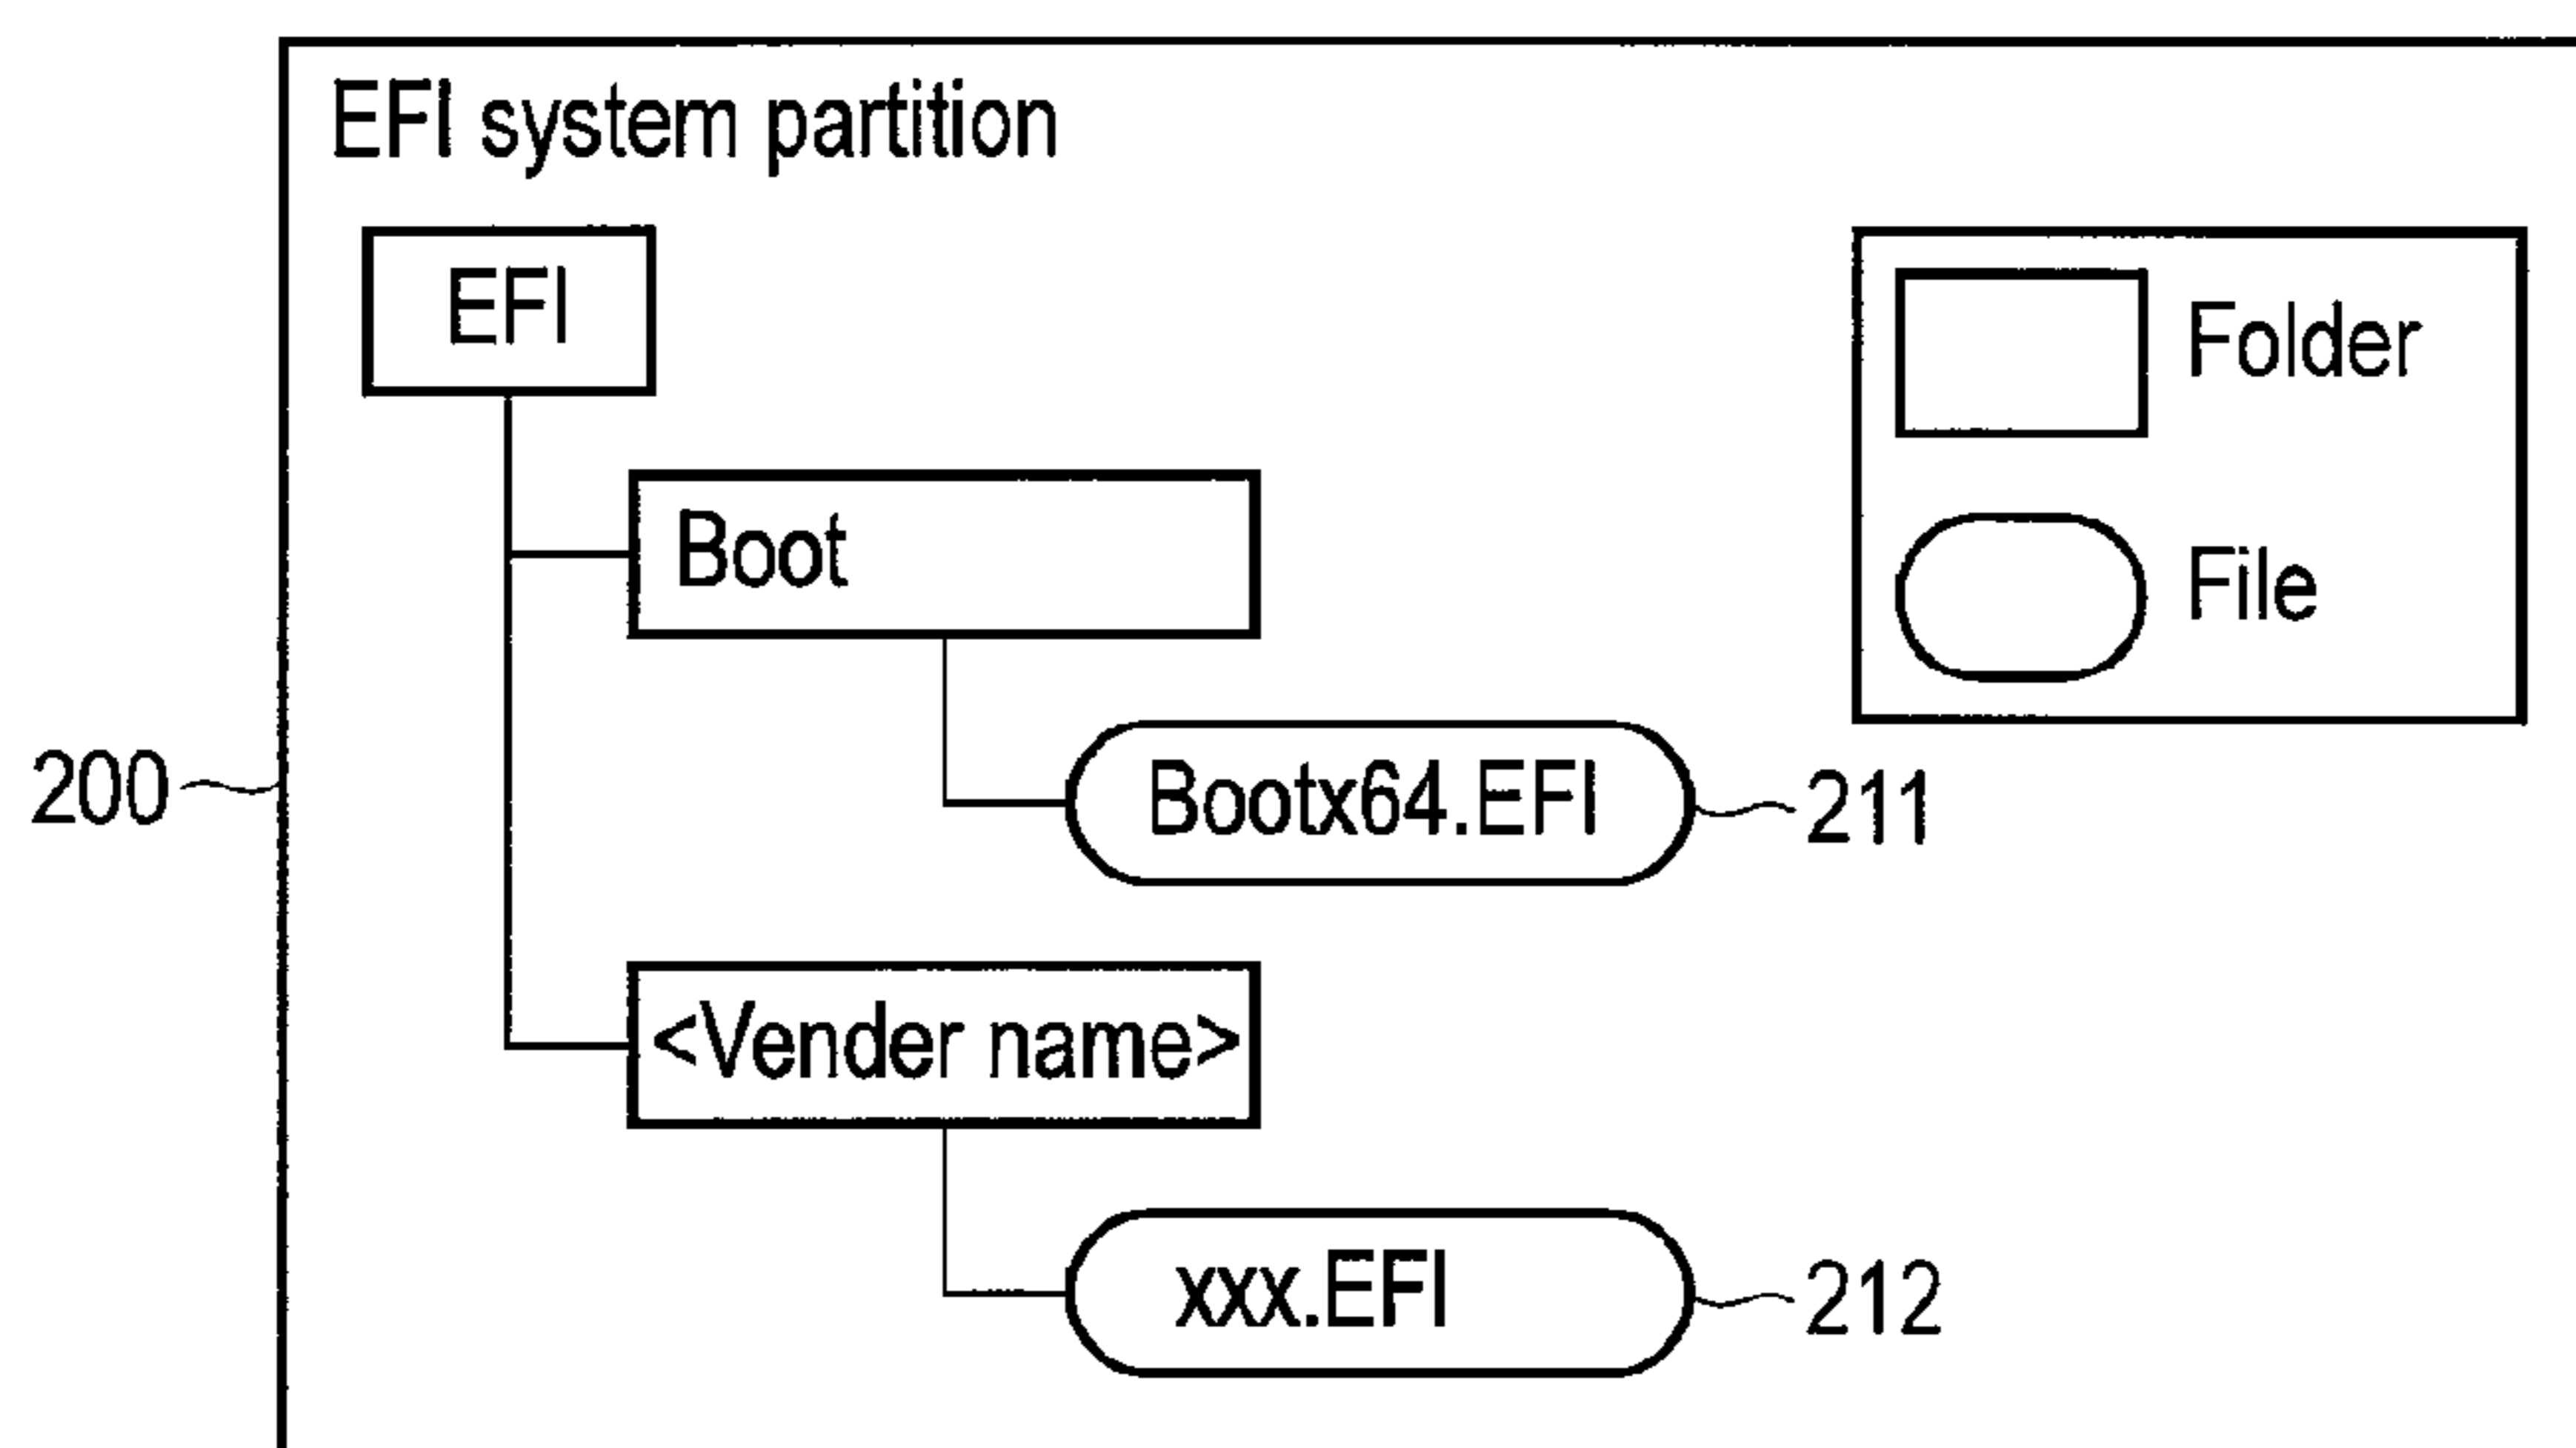 EFI system partition
EFI
Folder
Boot
File
200
Bootx64.EFI
211
<Vender name>
xxx.EFI
212